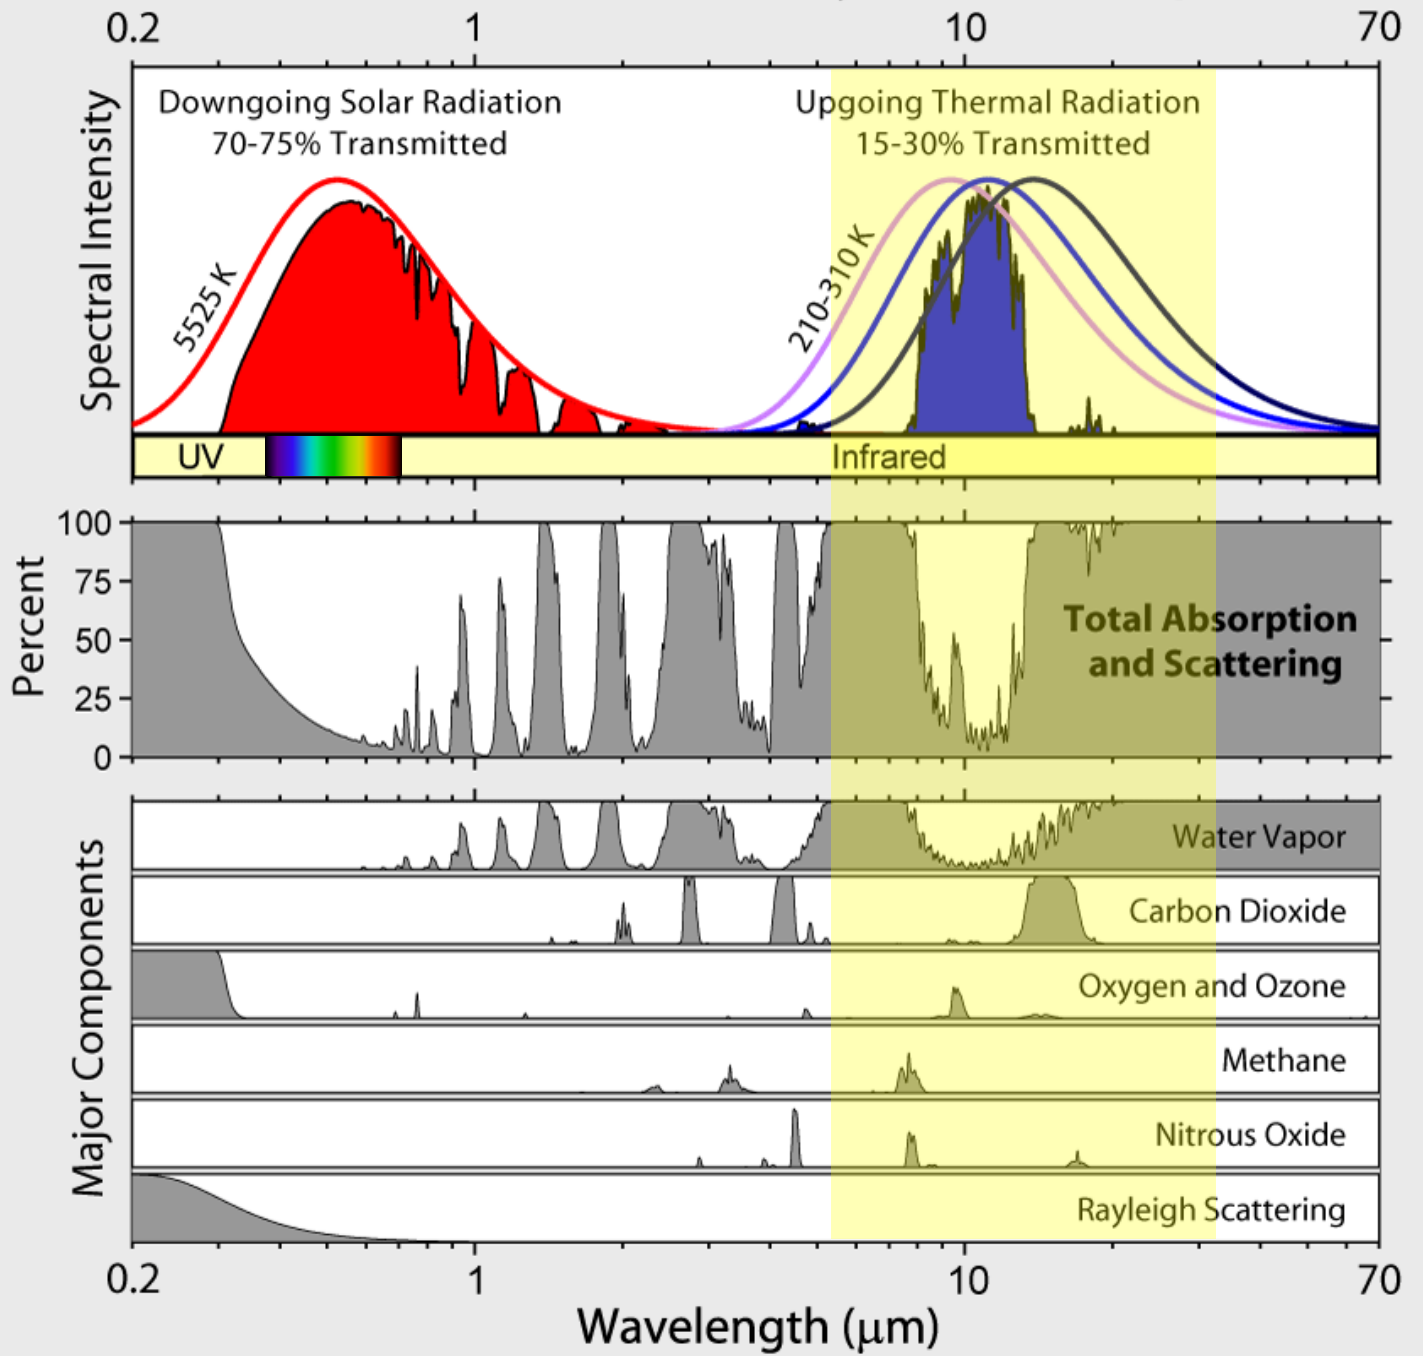 0.2 1 10 70
Downgoing Solar Radiation
70-75% Transmitted
Upgoing Thermal Radiation
15-30% Transmitted
Spectral Intensity
5525 K
210-310 K
UV
Infrared
Percent
100
75
50
25
0
Total Absorption
and Scattering
Major Components
Water Vapor
Carbon Dioxide
Oxygen and Ozone
Methane
Nitrous Oxide
Rayleigh Scattering
0.2 1 10 70
Wavelength (μm)